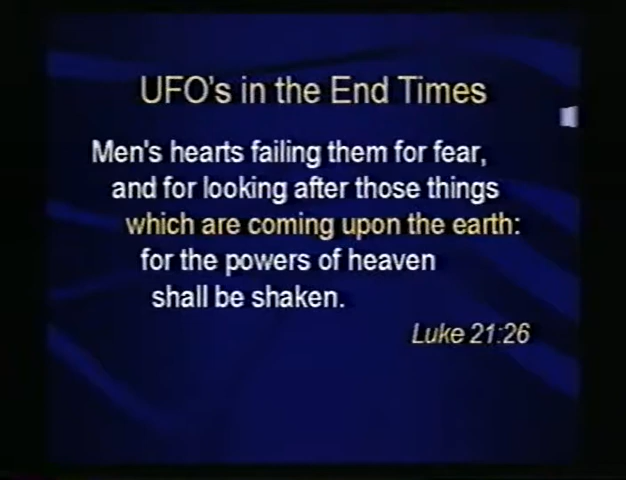 UFO's in the End Times
Men's hearts failing them for fear,
and for looking after those things
which are coming upon the earth:
for the powers of heaven
shall be shaken.
Luke 21:26